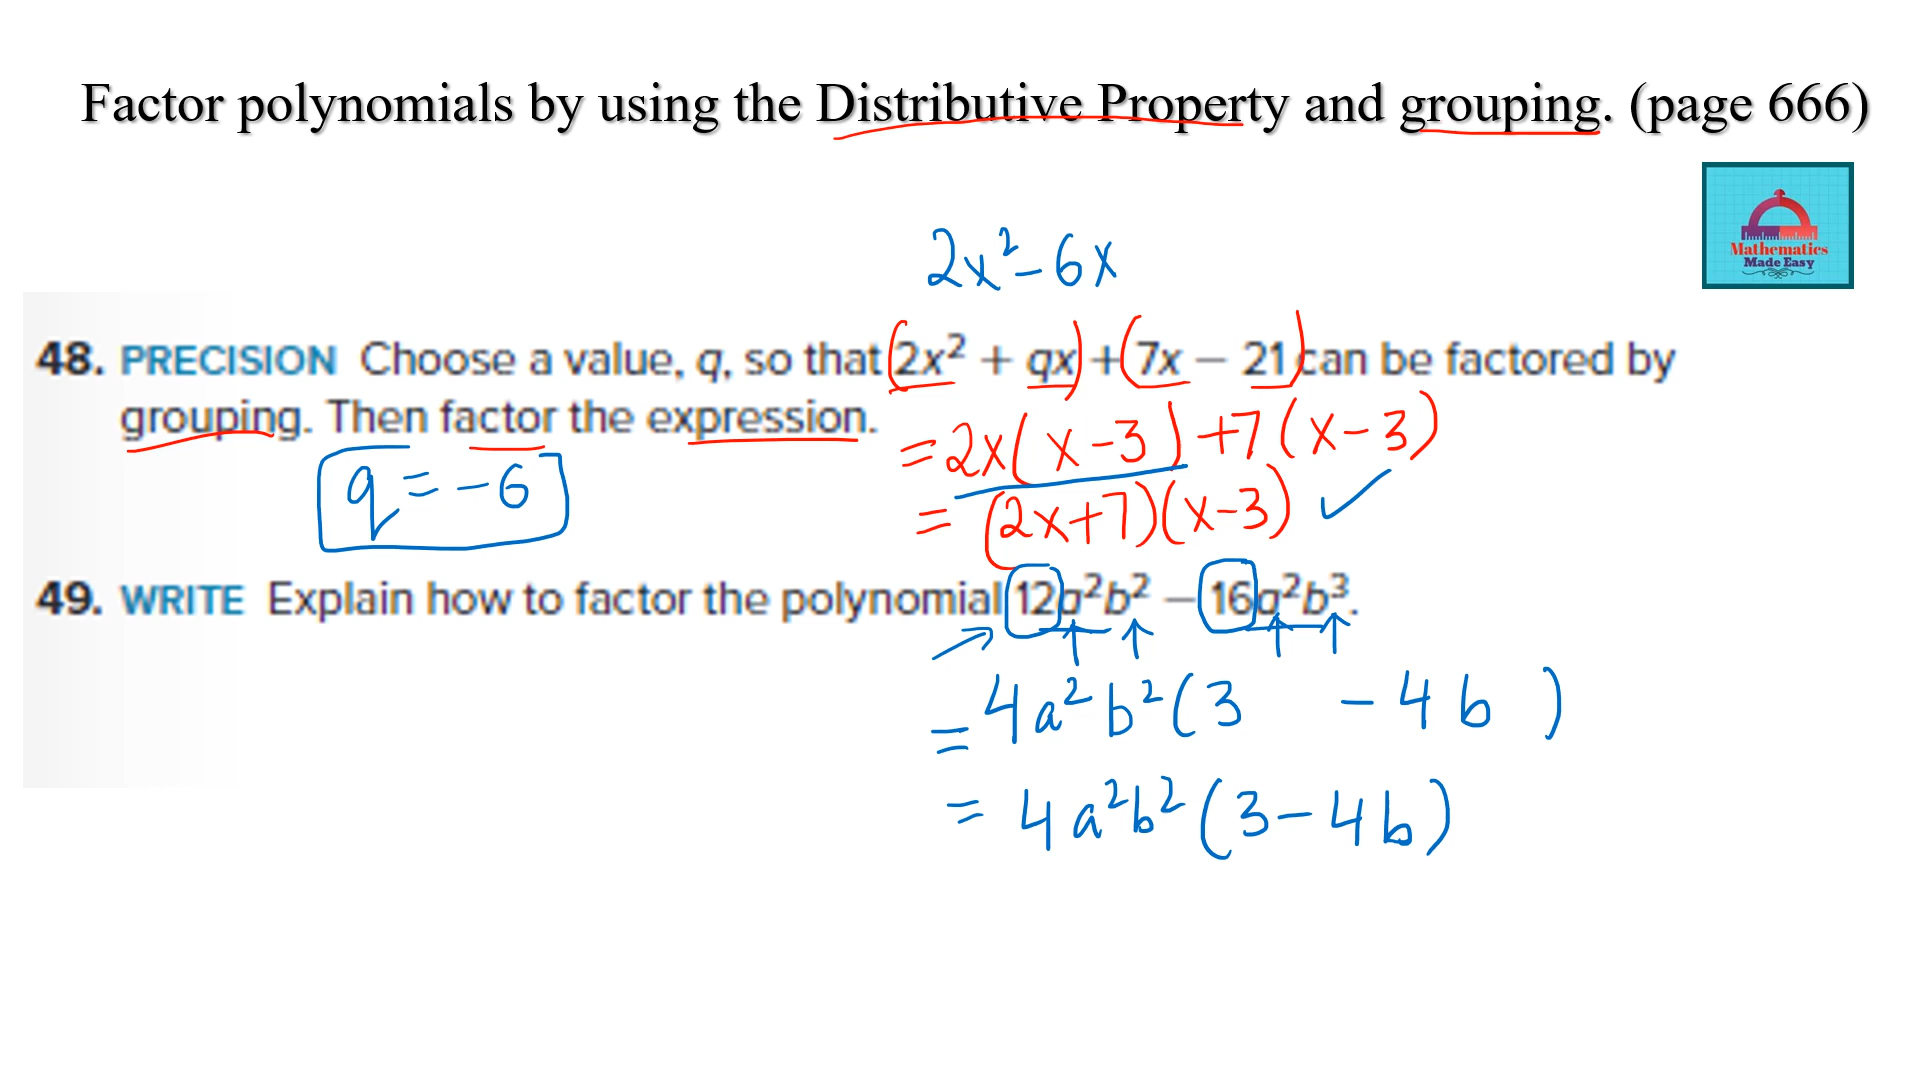 Factor polynomials by using the Distributive Property and grouping. (page 666)
Mathematics
Made Easy
2x² - 6x
48. PRECISION Choose a value, q, so that (2x² + qx) + (7x − 21) can be factored by
grouping. Then factor the expression.
= 2x(x-3) + 7(x-3)
q = -6
= (2x+7)(x-3) ✓
49. WRITE Explain how to factor the polynomial 12a²b² − 16a²b³.
= 4a²b²(3 - 4b)
= 4a²b²(3-4b)